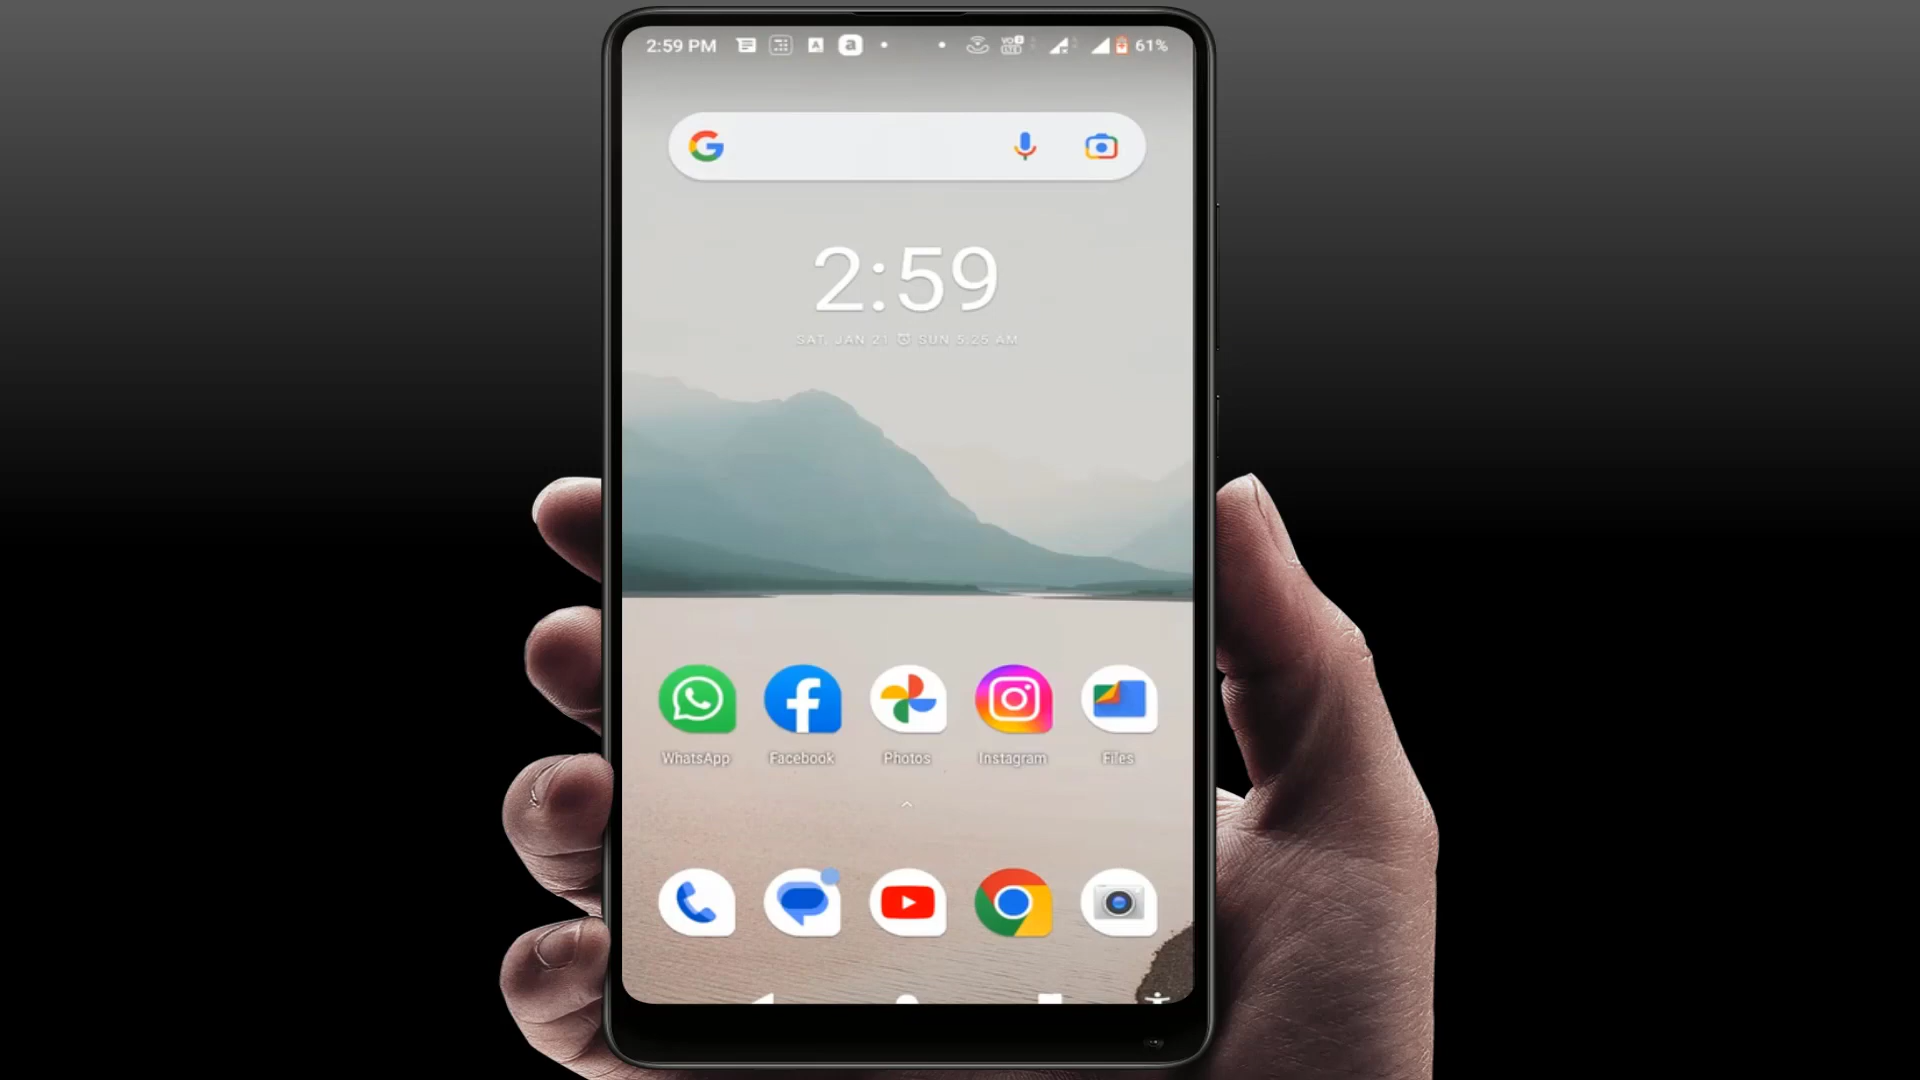 2:59 PM
61%
2:59
SAT, JAN 21 SUN 5:25 AM
WhatsApp Facebook Photos Instagram Files